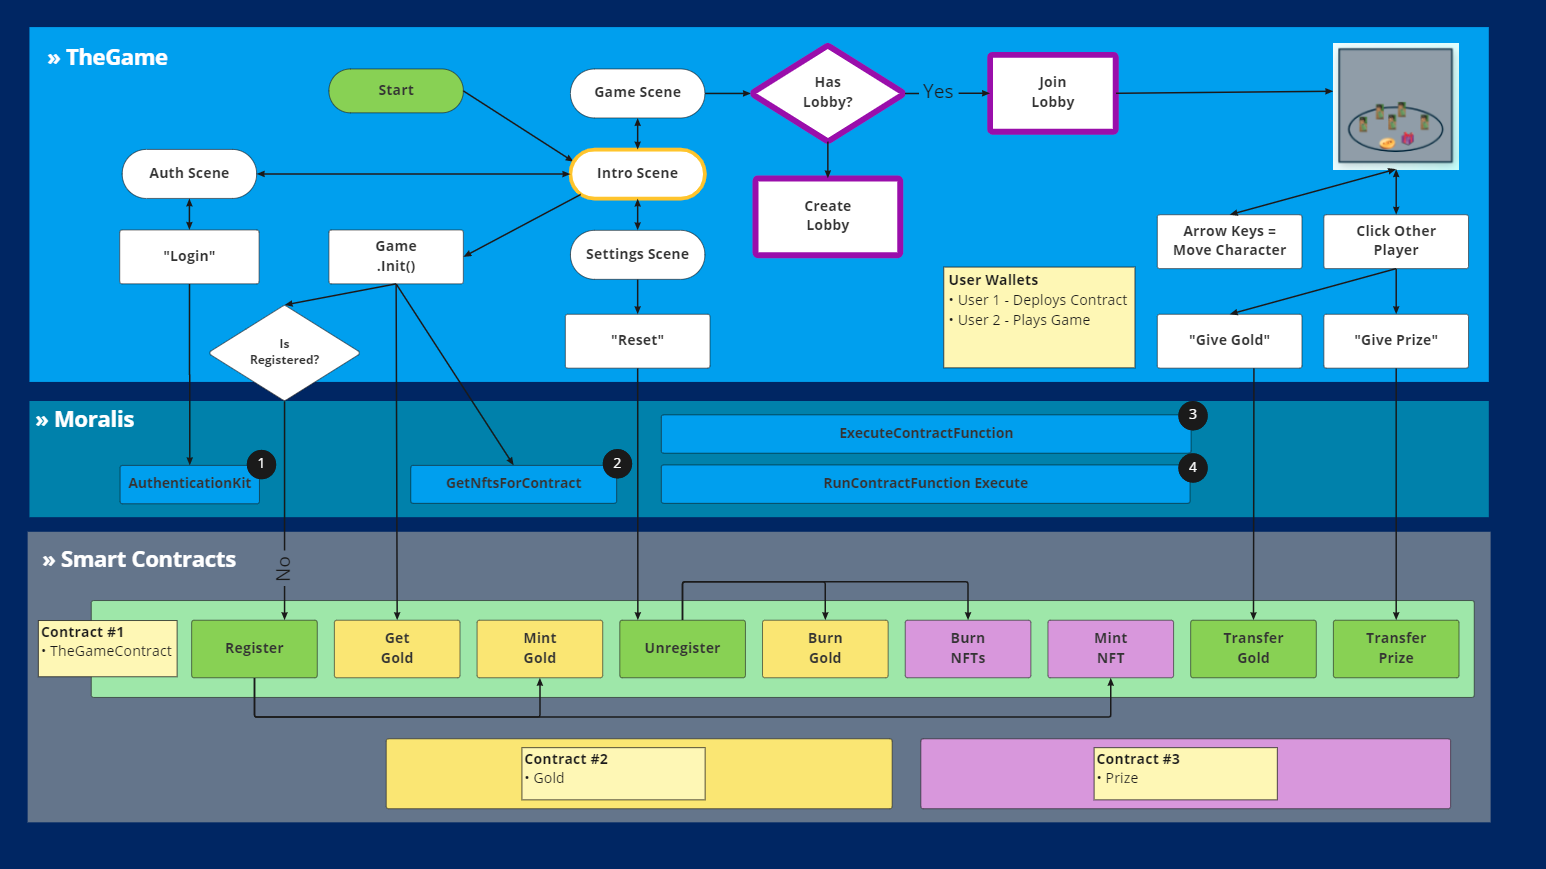 » TheGame
Start
Game Scene
Has
Lobby?
Yes
Join
Lobby
Auth Scene
Intro Scene
Create
Lobby
"Login"
Game
.Init()
Settings Scene
Arrow Keys =
Move Character
Click Other
Player
User Wallets
• User 1 - Deploys Contract
• User 2 - Plays Game
Is
Registered?
"Reset"
"Give Gold"
"Give Prize"
» Moralis
ExecuteContractFunction
3
AuthenticationKit
1
GetNftsForContract
2
RunContractFunction Execute
4
» Smart Contracts
No
Contract #1
• TheGameContract
Register
Get
Gold
Mint
Gold
Unregister
Burn
Gold
Burn
NFTs
Mint
NFT
Transfer
Gold
Transfer
Prize
Contract #2
• Gold
Contract #3
• Prize